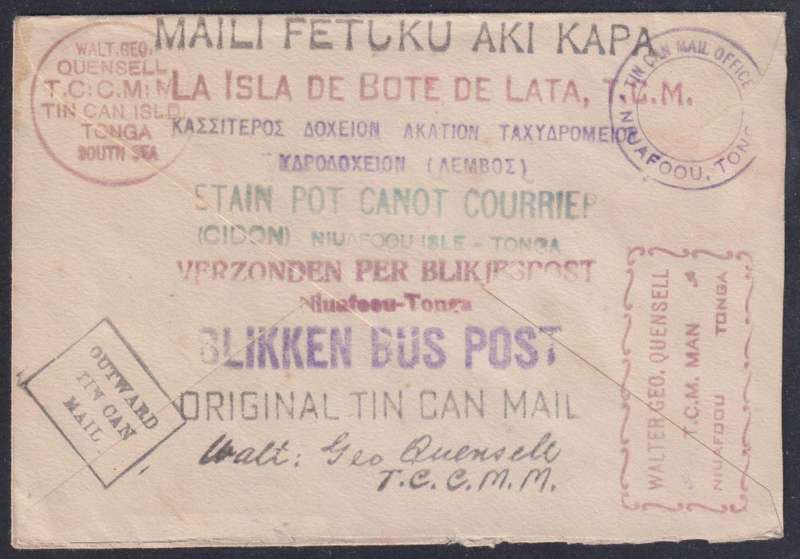 MAILI FETUKU AKI KAPA
WALT. GEO.
QUENSELL
T.C.C.M.M
TIN CAN ISLD
TONGA
SOUTH SEA
LA ISLA DE BOTE DE LATA, T.C.M.
TIN CAN MAIL OFFICE
NIUAFOOU, TONGA
ΚΑΣΣΙΤΕΡΟΣ ΔΟΧΕΙΟΝ ΑΚΑΤΙΟΝ ΤΑΧΥΔΡΟΜΕΙΟΝ
ΥΔΡΟΔΟΧΕΙΟΝ (ΛΕΜΒΟΣ)
STAIN POT CANOT COURRIER
(CIDON) NIUAFOOU ISLE - TONGA
VERZONDEN PER BLIKJESPOST
Niuafoou-Tonga
BLIKKEN BUS POST
ORIGINAL TIN CAN MAIL
Walt: Geo Quensell
T.C.C.M.M.
OUTWARD
TIN CAN
MAIL
WALTER GEO. QUENSELL
T.C.M. MAN
NIUAFOOU TONGA